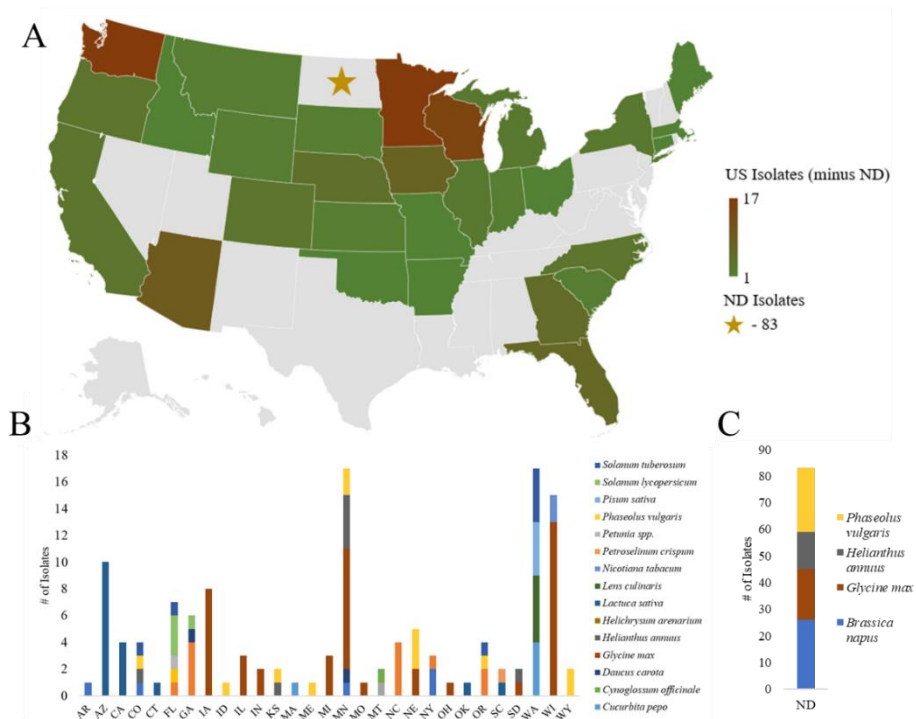 A
US Isolates (minus ND)
17
1
ND Isolates
- 83
B
# of Isolates
18
16
14
12
10
8
6
4
2
0
AR
AZ
CA
CO
CT
FL
GA
IA
ID
IL
IN
KS
MA
ME
MI
MN
MO
MT
NC
NE
NY
OH
OK
OR
SC
SD
WA
WI
WY
Solanum tuberosum
Solanum lycopersicum
Pisum sativa
Phaseolus vulgaris
Petunia spp.
Petroselinum crispum
Nicotiana tabacum
Lens culinaris
Lactuca sativa
Helichrysum arenarium
Helianthus annuus
Glycine max
Daucus carota
Cynoglossum officinale
Cucurbita pepo
C
# of Isolates
90
80
70
60
50
40
30
20
10
0
ND
Phaseolus
vulgaris
Helianthus
annuus
Glycine max
Brassica
napus